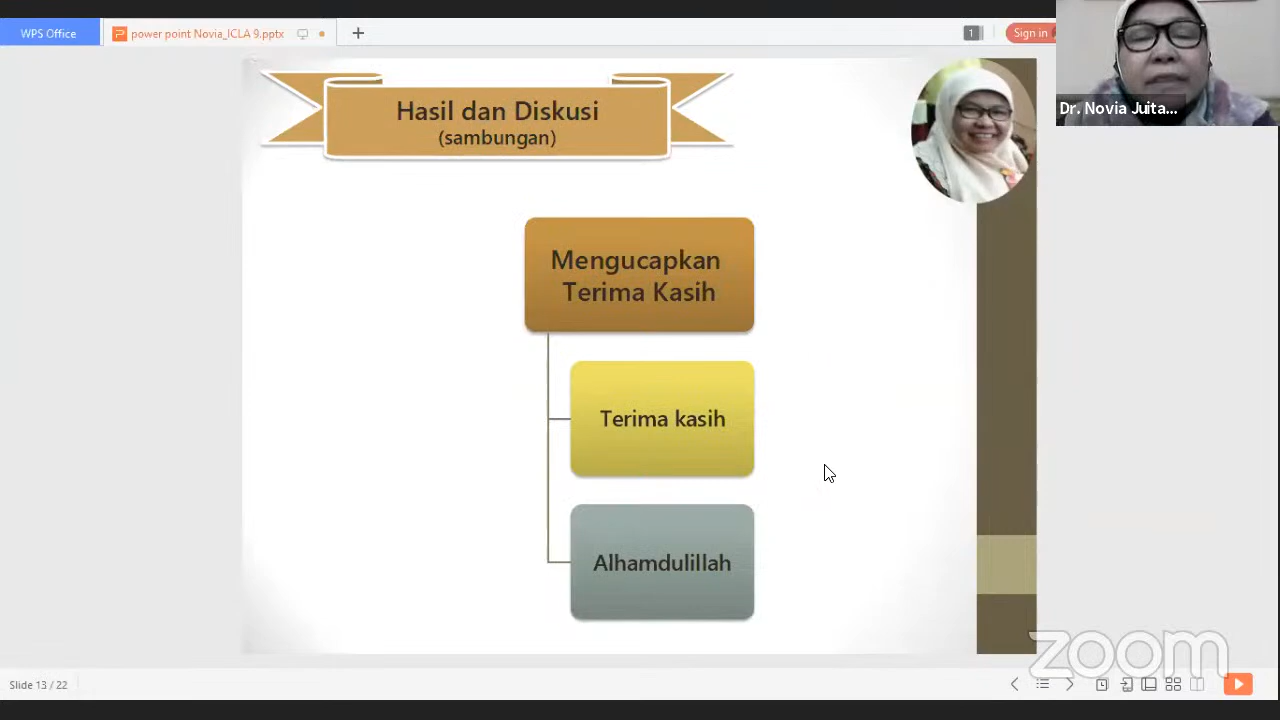 WPS Office
power point Novia_ICLA 9.pptx
1
Sign in
Hasil dan Diskusi
(sambungan)
Dr. Novia Juita...
Mengucapkan
Terima Kasih
Terima kasih
Alhamdulillah
zoom
Slide 13 / 22